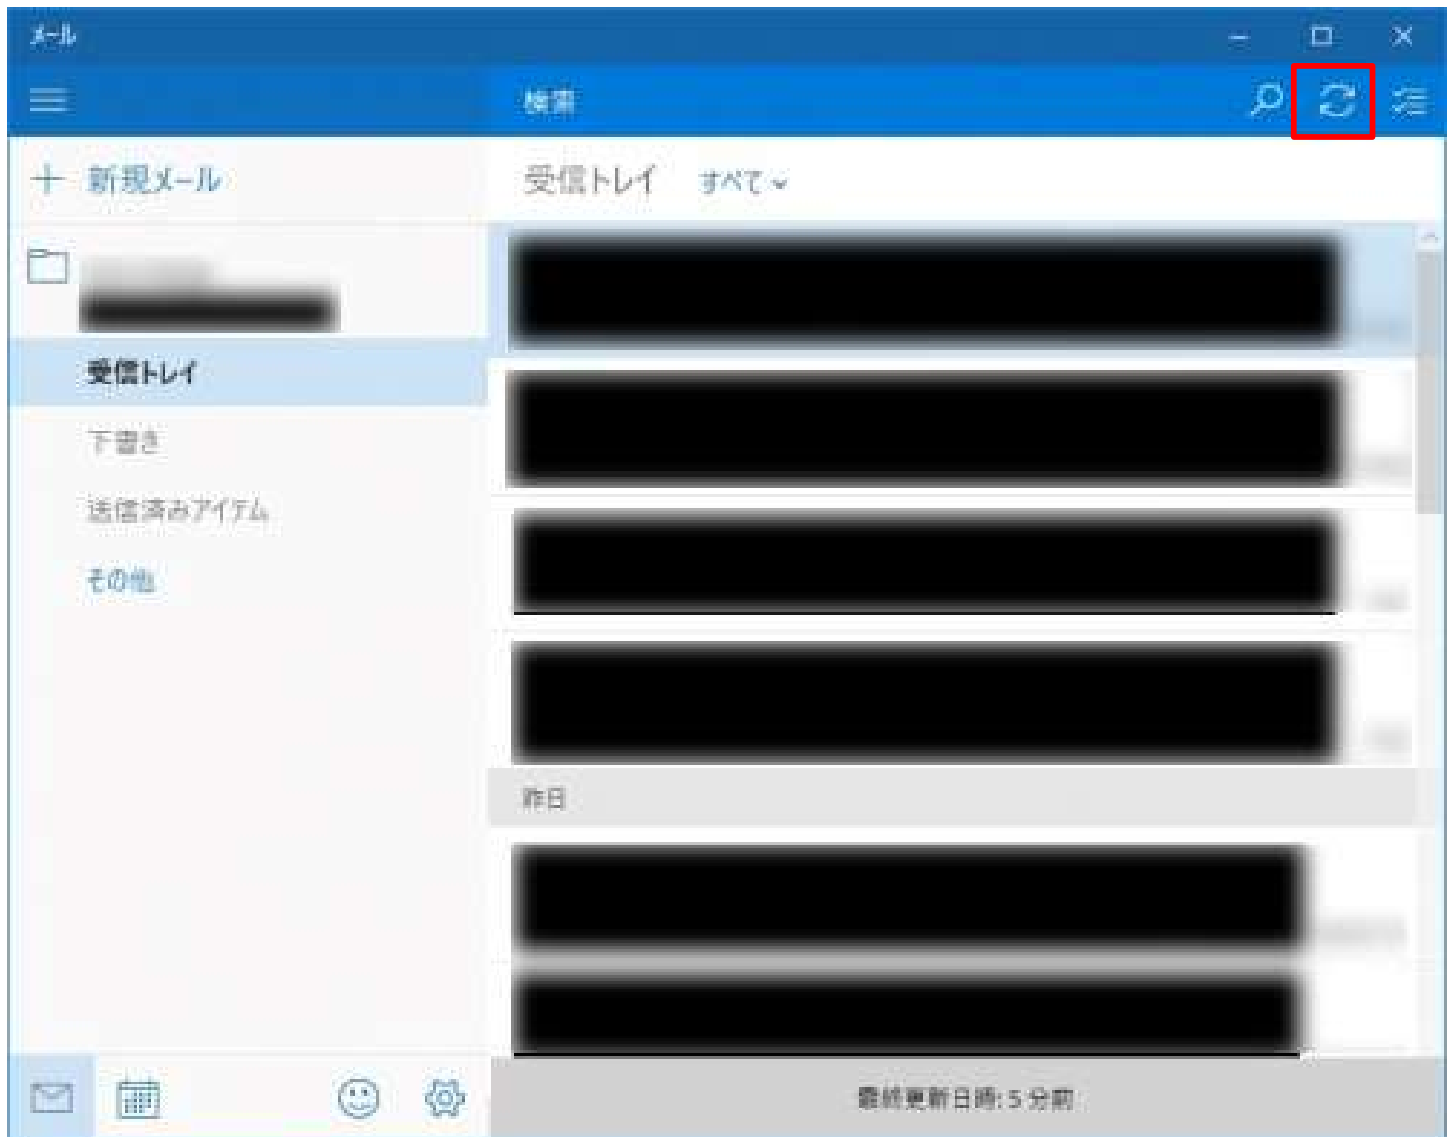 メール
検索
新規メール
受信トレイ すべて
受信トレイ
下書き
送信済みアイテム
その他
昨日
最終更新日時: 5 分前